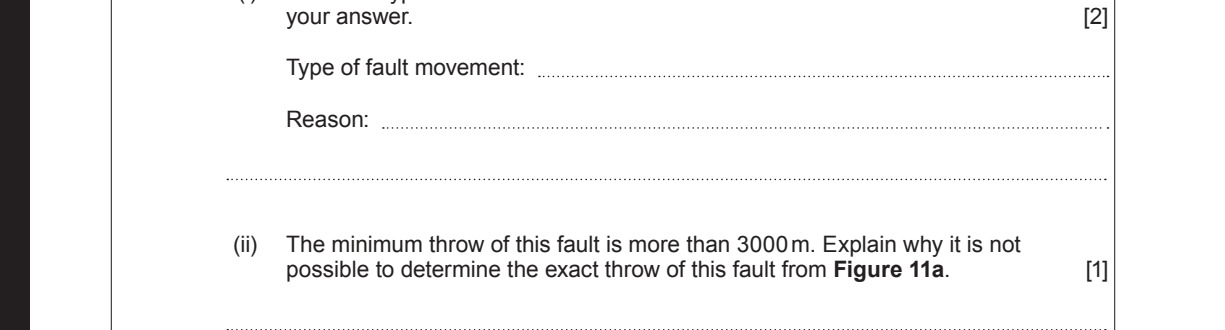 your answer. [2]
Type of fault movement:
Reason:
(ii) The minimum throw of this fault is more than 3000 m. Explain why it is not
possible to determine the exact throw of this fault from Figure 11a. [1]